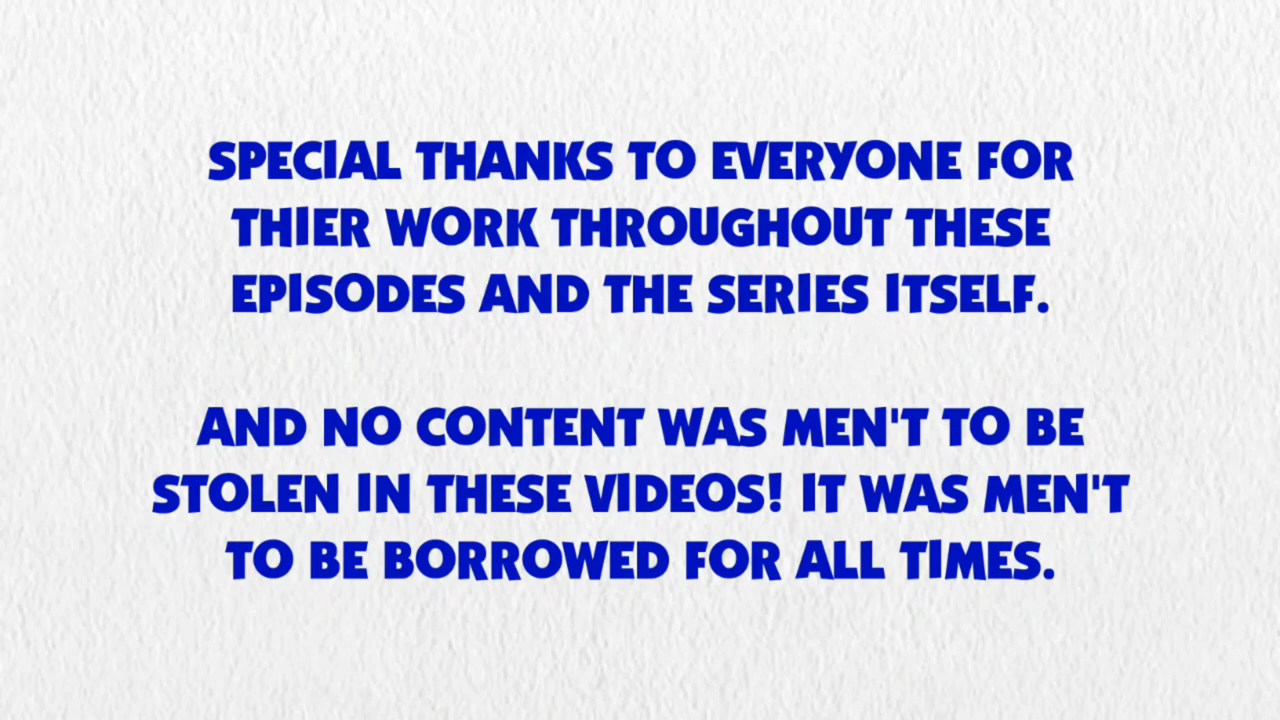 SPECIAL THANKS TO EVERYONE FOR
THIER WORK THROUGHOUT THESE
EPISODES AND THE SERIES ITSELF.
AND NO CONTENT WAS MEN'T TO BE
STOLEN IN THESE VIDEOS! IT WAS MEN'T
TO BE BORROWED FOR ALL TIMES.